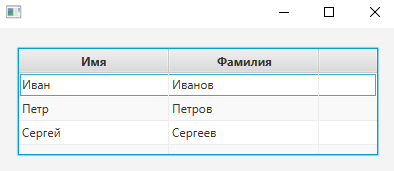 Имя Фамилия
Иван Иванов
Петр Петров
Сергей Сергеев